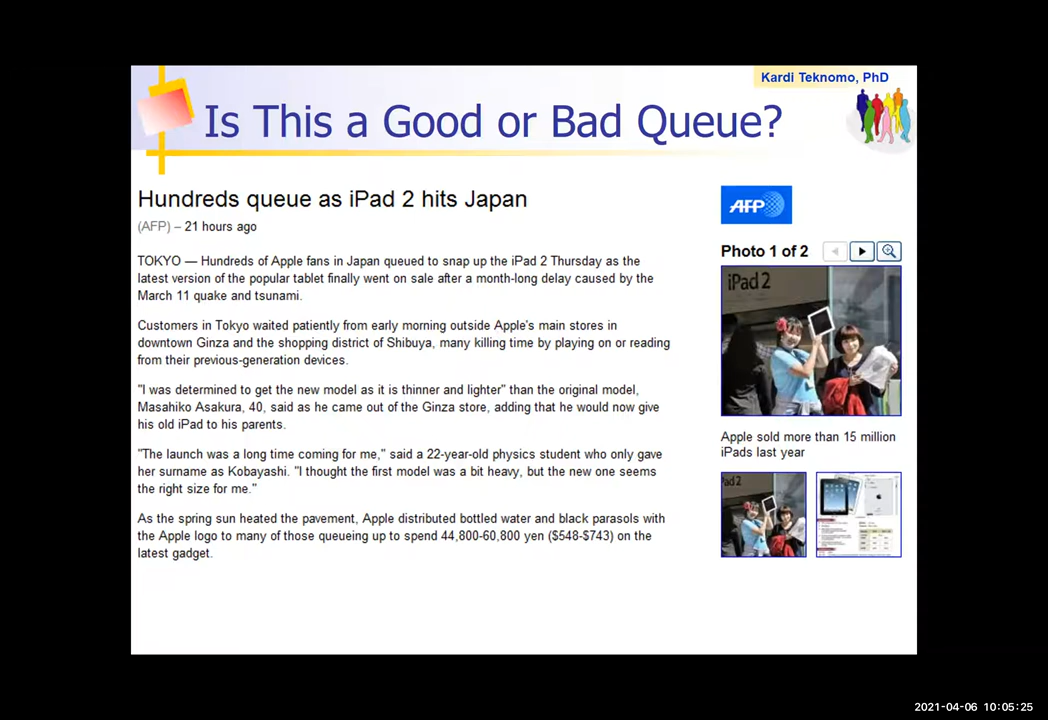 Kardi Teknomo, PhD
Is This a Good or Bad Queue?
Hundreds queue as iPad 2 hits Japan
(AFP) – 21 hours ago
TOKYO — Hundreds of Apple fans in Japan queued to snap up the iPad 2 Thursday as the
latest version of the popular tablet finally went on sale after a month-long delay caused by the
March 11 quake and tsunami.
Customers in Tokyo waited patiently from early morning outside Apple's main stores in
downtown Ginza and the shopping district of Shibuya, many killing time by playing on or reading
from their previous-generation devices.
"I was determined to get the new model as it is thinner and lighter" than the original model,
Masahiko Asakura, 40, said as he came out of the Ginza store, adding that he would now give
his old iPad to his parents.
"The launch was a long time coming for me," said a 22-year-old physics student who only gave
her surname as Kobayashi. "I thought the first model was a bit heavy, but the new one seems
the right size for me."
As the spring sun heated the pavement, Apple distributed bottled water and black parasols with
the Apple logo to many of those queueing up to spend 44,800-60,800 yen ($548-$743) on the
latest gadget.
AFP
Photo 1 of 2
iPad 2
Apple sold more than 15 million
iPads last year
Pad 2
2021-04-06 10:05:25